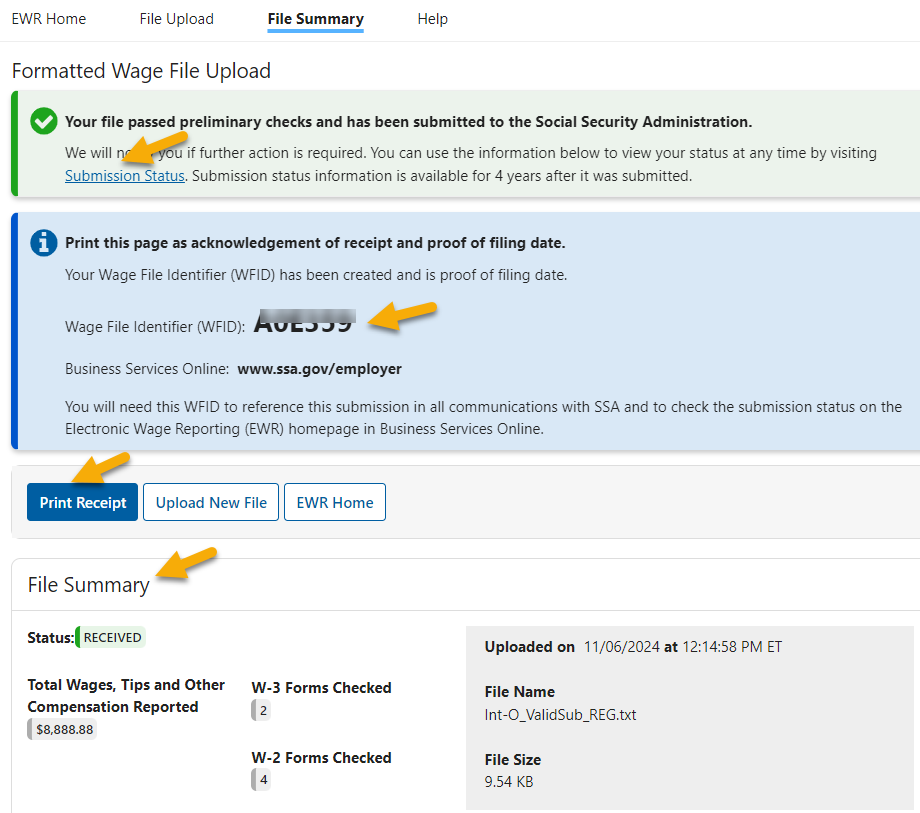 EWR Home File Upload File Summary Help
Formatted Wage File Upload
Your file passed preliminary checks and has been submitted to the Social Security Administration.
We will you if further action is required. You can use the information below to view your status at any time by visiting
Submission Status. Submission status information is available for 4 years after it was submitted.
Print this page as acknowledgement of receipt and proof of filing date.
Your Wage File Identifier (WFID) has been created and is proof of filing date.
Wage File Identifier (WFID):
Business Services Online: www.ssa.gov/employer
You will need this WFID to reference this submission in all communications with SSA and to check the submission status on the
Electronic Wage Reporting (EWR) homepage in Business Services Online.
Print Receipt Upload New File EWR Home
File Summary
Status: RECEIVED
Total Wages, Tips and Other
Compensation Reported
$8,888.88
W-3 Forms Checked
2
W-2 Forms Checked
4
Uploaded on 11/06/2024 at 12:14:58 PM ET
File Name
Int-O_ValidSub_REG.txt
File Size
9.54 KB